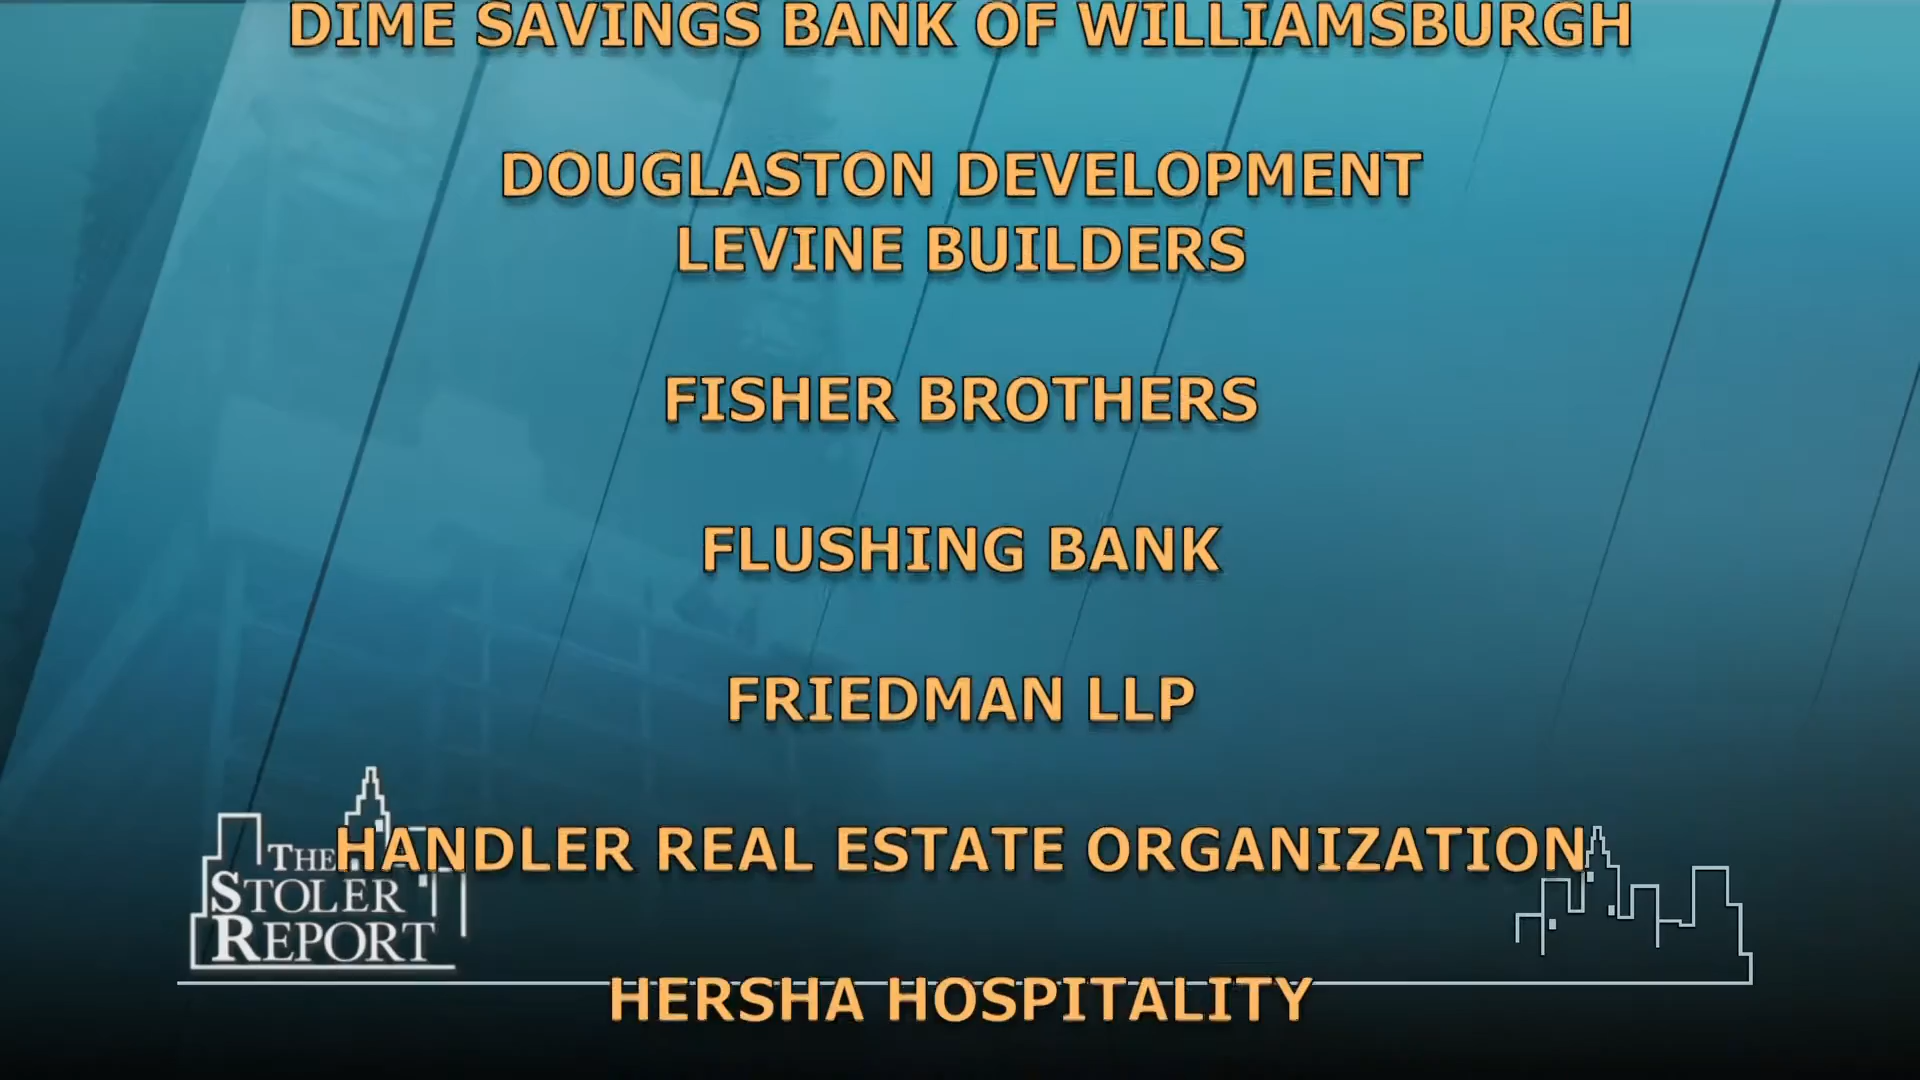 DIME SAVINGS BANK OF WILLIAMSBURGH
DOUGLASTON DEVELOPMENT
LEVINE BUILDERS
FISHER BROTHERS
FLUSHING BANK
FRIEDMAN LLP
HANDLER REAL ESTATE ORGANIZATION
THE
STOLER
REPORT
HERSHA HOSPITALITY